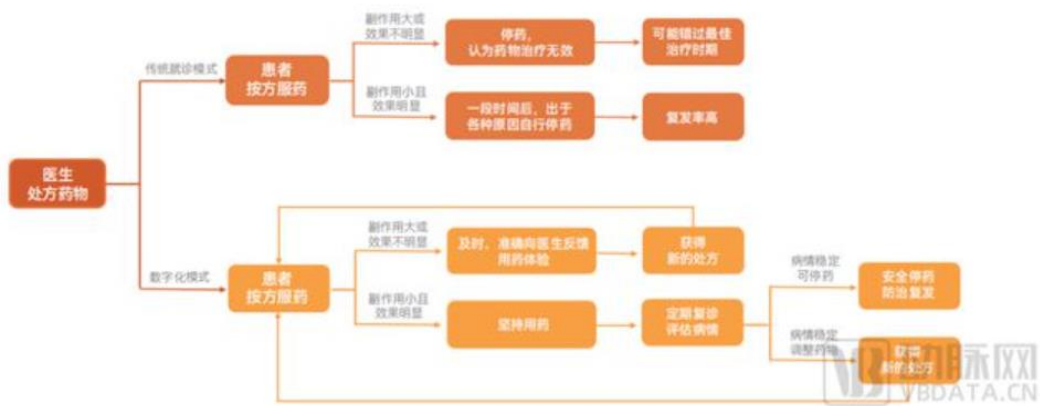 副作用大或
效果不明显
停药，
认为药物治疗无效
可能错过最佳
治疗时期
传统就诊模式
患者
按方服药
副作用小且
效果明显
一段时间后，出于
各种原因自行停药
复发率高
医生
处方药物
副作用大或
效果不明显
及时、准确向医生反馈
用药体验
获得
新的处方
病情稳定
可停药
安全停药
防治复发
数字化模式
患者
按方服药
副作用小且
效果明显
坚持用药
定期复诊
评估病情
病情稳定
调整药物
获得
新的处方
动脉网
VBDATA.CN